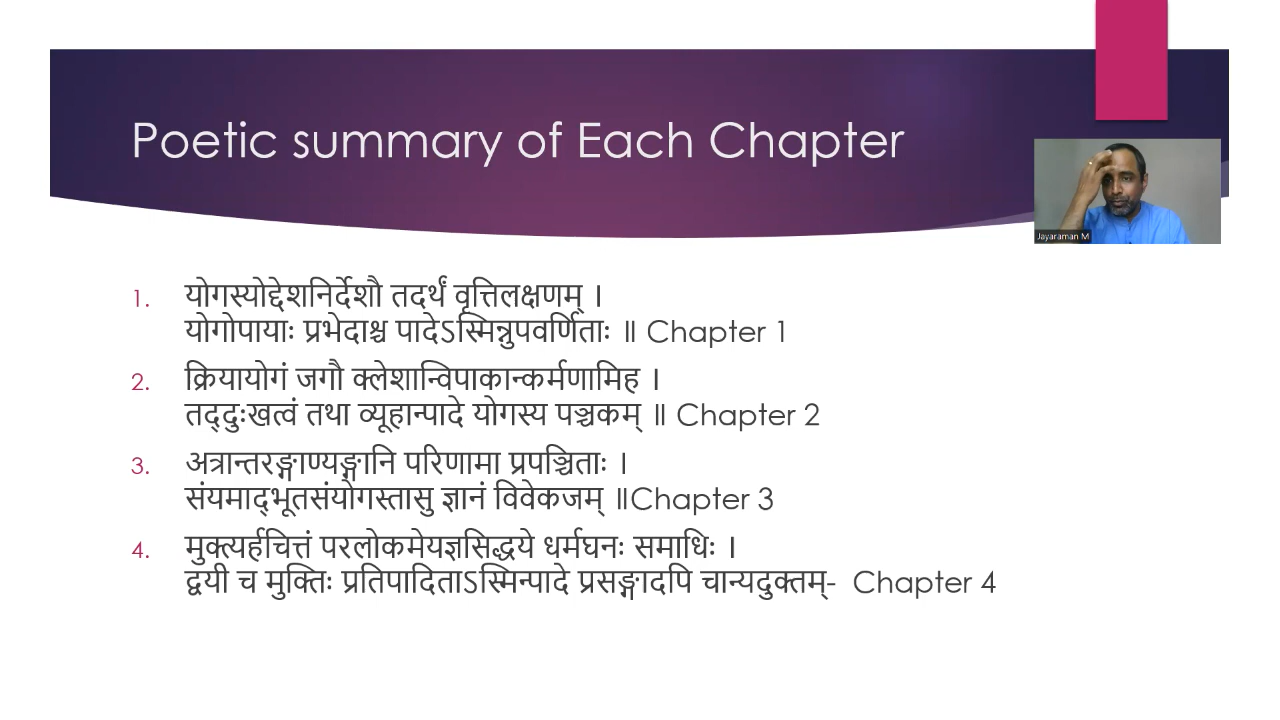 Poetic summary of Each Chapter
Jayaraman M
1. योगस्योद्देशनिर्देशौ तदर्थं वृत्तिलक्षणम् ।
योगोपायाः प्रभेदाश्च पादेऽस्मिन्नुपवर्णिताः ॥ Chapter 1
2. क्रियायोगं जगौ क्लेशान्विपाकान्कर्मणामिह ।
तद्दुःखत्वं तथा व्यूहान्पादे योगस्य पञ्चकम् ॥ Chapter 2
3. अत्रान्तरङ्गाण्यङ्गानि परिणामा प्रपञ्चिताः ।
संयमाद्भूतसंयोगस्तासु ज्ञानं विवेकजम् ॥Chapter 3
4. मुक्त्यर्हचित्तं परलोकमेयज्ञसिद्धये धर्मघनः समाधिः ।
द्वयी च मुक्तिः प्रतिपादिताऽस्मिन्पादे प्रसङ्गादपि चान्यदुक्तम्- Chapter 4